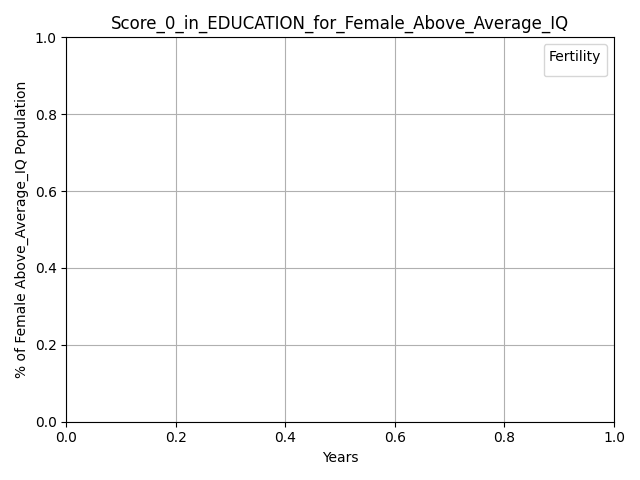 Score_0_in_EDUCATION_for_Female_Above_Average_IQ
Fertility
% of Female Above_Average_IQ Population
1.0
0.8
0.6
0.4
0.2
0.0
0.0 0.2 0.4 0.6 0.8 1.0
Years